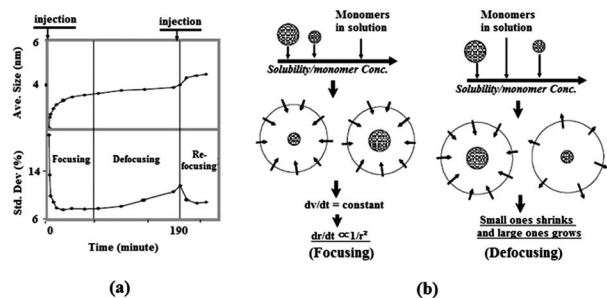 injection
injection
Ave. Size (nm)
6
4
Focusing
Defocusing
Re-
focusing
Std. Dev (%)
14
6
0
190
Time (minute)
(a)
Monomers
in solution
Solubility/monomer Conc.
dv/dt = constant
dr/dt ∝1/r²
(Focusing)
Monomers
in solution
Solubility/monomer Conc.
Small ones shrinks
and large ones grows
(Defocusing)
(b)